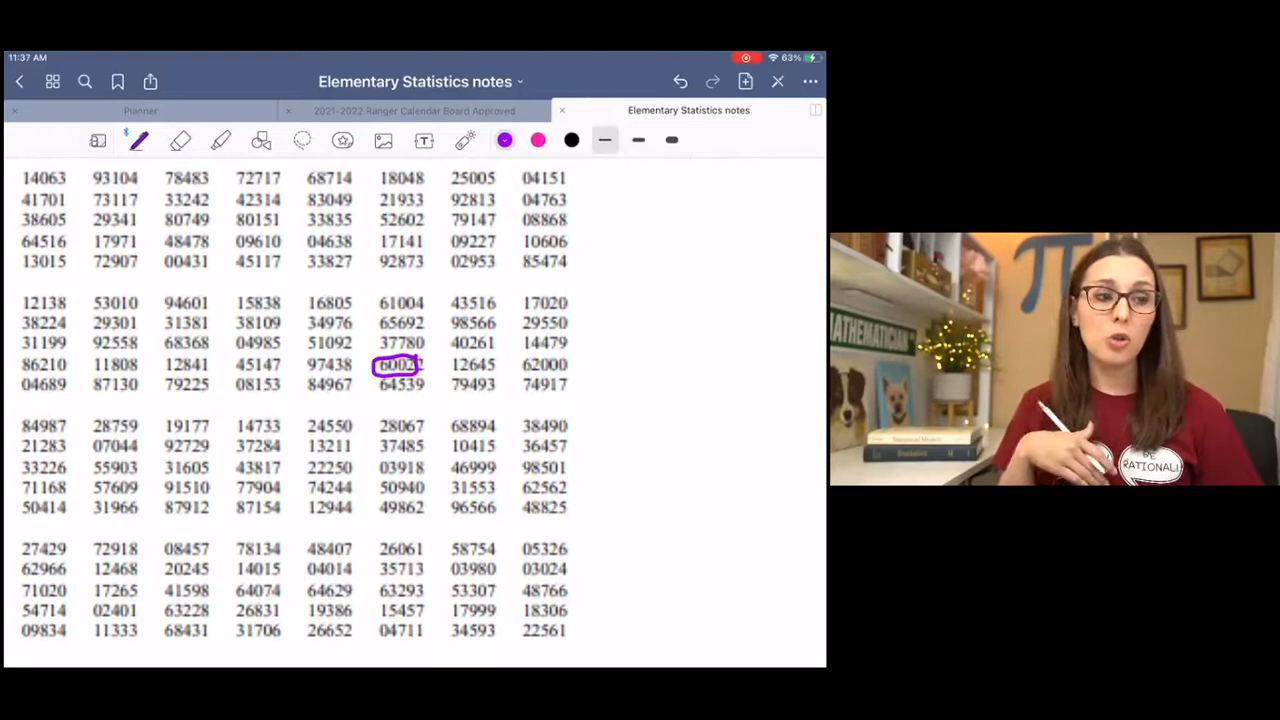 11:37 AM
63%
Elementary Statistics notes
Planner
2021-2022 Ranger Calendar Board Approved
Elementary Statistics notes
T
14063 93104 78483 72717 68714 18048 25005 04151
41701 73117 33242 42314 83049 21933 92813 04763
38605 29341 80749 80151 33835 52602 79147 08868
64516 17971 48478 09610 04638 17141 09227 10606
13015 72907 00431 45117 33827 92873 02953 85474
12138 53010 94601 15838 16805 61004 43516 17020
38224 29301 31381 38109 34976 65692 98566 29550
31199 92558 68368 04985 51092 37780 40261 14479
86210 11808 12841 45147 97438 60022 12645 62000
04689 87130 79225 08153 84967 64539 79493 74917
84987 28759 19177 14733 24550 28067 68894 38490
21283 07044 92729 37284 13211 37485 10415 36457
33226 55903 31605 43817 22250 03918 46999 98501
71168 57609 91510 77904 74244 50940 31553 62562
50414 31966 87912 87154 12944 49862 96566 48825
27429 72918 08457 78134 48407 26061 58754 05326
62966 12468 20245 14015 04014 35713 03980 03024
71020 17265 41598 64074 64629 63293 53307 48766
54714 02401 63228 26831 19386 15457 17999 18306
09834 11333 68431 31706 26652 04711 34593 22561
MATHEMATICIAN
BE
RATIONAL!